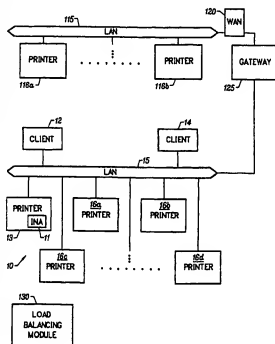 115
120
WAN
LAN
PRINTER
PRINTER
116a
116b
GATEWAY
125
12
14
CLIENT
CLIENT
15
LAN
PRINTER
INA
13
11
16a
PRINTER
16b
PRINTER
10
16c
PRINTER
16d
PRINTER
130
LOAD
BALANCING
MODULE